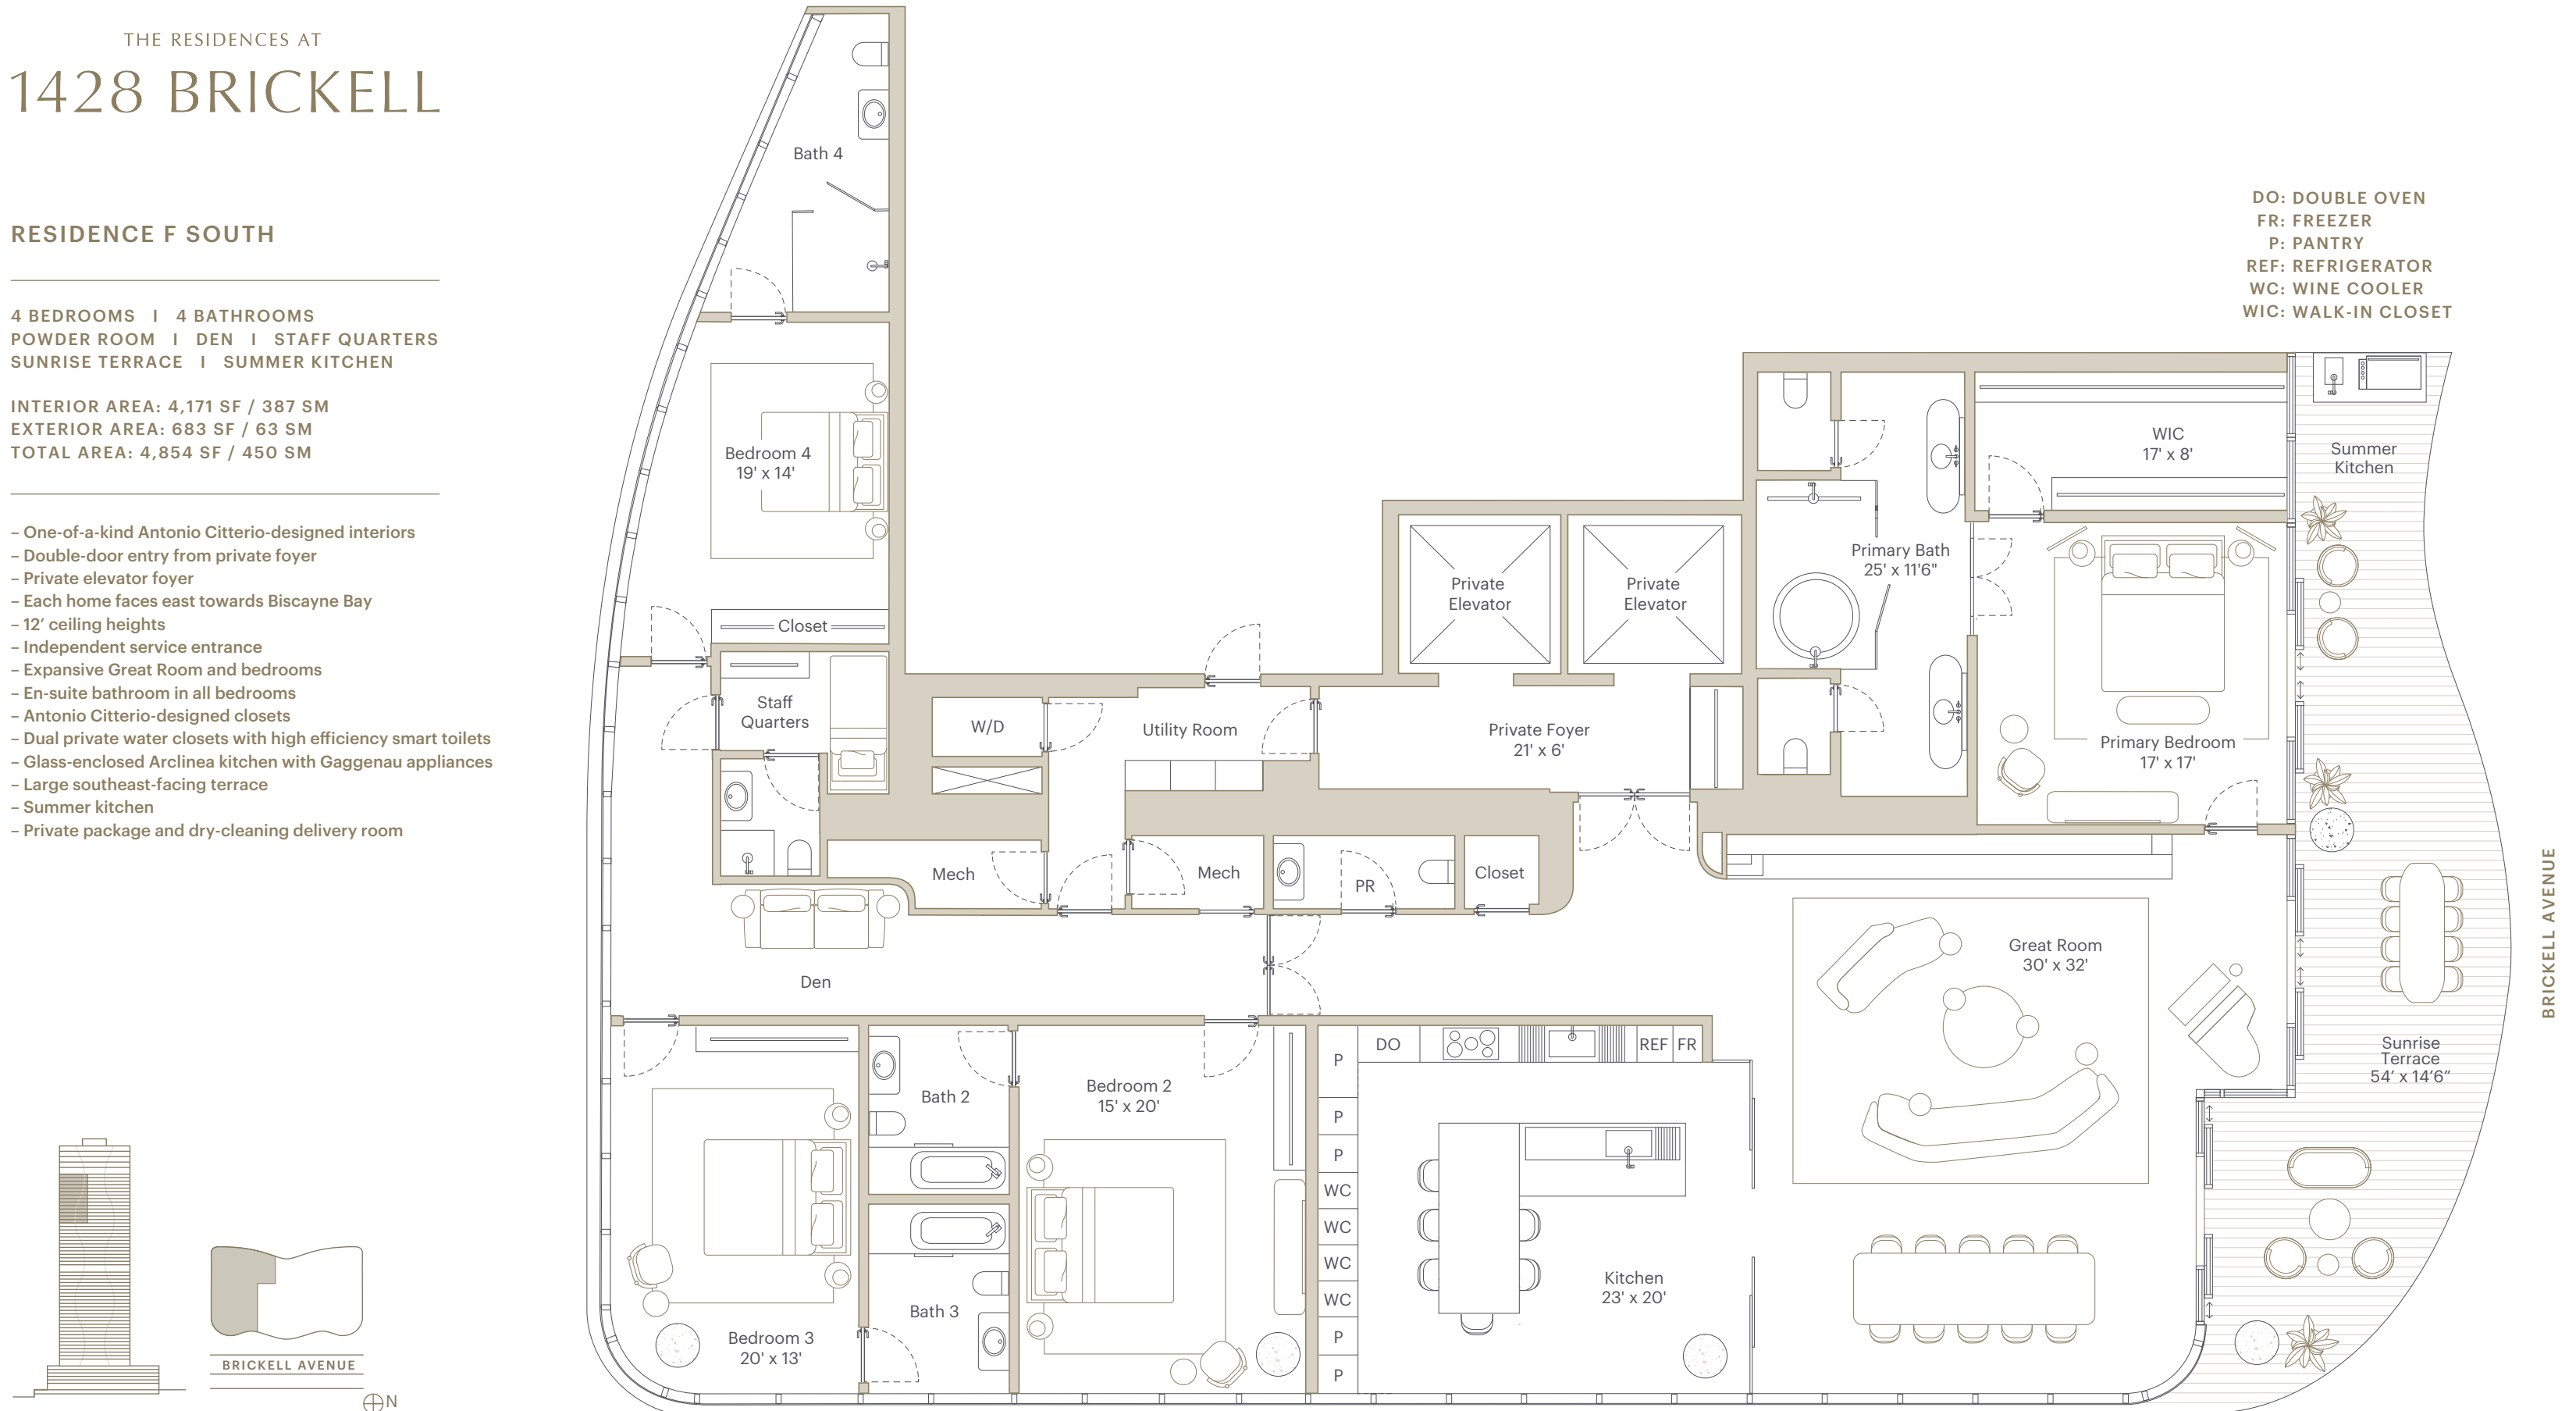 THE RESIDENCES AT
1428 BRICKELL
RESIDENCE F SOUTH
4 BEDROOMS I 4 BATHROOMS
POWDER ROOM I DEN I STAFF QUARTERS
SUNRISE TERRACE I SUMMER KITCHEN
INTERIOR AREA: 4,171 SF / 387 SM
EXTERIOR AREA: 683 SF / 63 SM
TOTAL AREA: 4,854 SF / 450 SM
– One-of-a-kind Antonio Citterio-designed interiors
– Double-door entry from private foyer
– Private elevator foyer
– Each home faces east towards Biscayne Bay
– 12’ ceiling heights
– Independent service entrance
– Expansive Great Room and bedrooms
– En-suite bathroom in all bedrooms
– Antonio Citterio-designed closets
– Dual private water closets with high efficiency smart toilets
– Glass-enclosed Arclinea kitchen with Gaggenau appliances
– Large southeast-facing terrace
– Summer kitchen
– Private package and dry-cleaning delivery room
BRICKELL AVENUE
N
DO: DOUBLE OVEN
FR: FREEZER
P: PANTRY
REF: REFRIGERATOR
WC: WINE COOLER
WIC: WALK-IN CLOSET
Bath 4
Bedroom 4
19' x 14'
Closet
Staff
Quarters
W/D
Utility Room
Private
Elevator
Private
Elevator
Private Foyer
21' x 6'
Primary Bath
25' x 11'6"
WIC
17' x 8'
Summer
Kitchen
Primary Bedroom
17' x 17'
Mech
Mech
PR
Closet
Den
Great Room
30' x 32'
Sunrise
Terrace
54’ x 14’6”
BRICKELL AVENUE
Bath 2
Bedroom 2
15' x 20'
Bath 3
Bedroom 3
20' x 13'
DO
REF
FR
P
P
P
WC
WC
WC
WC
P
P
Kitchen
23' x 20'